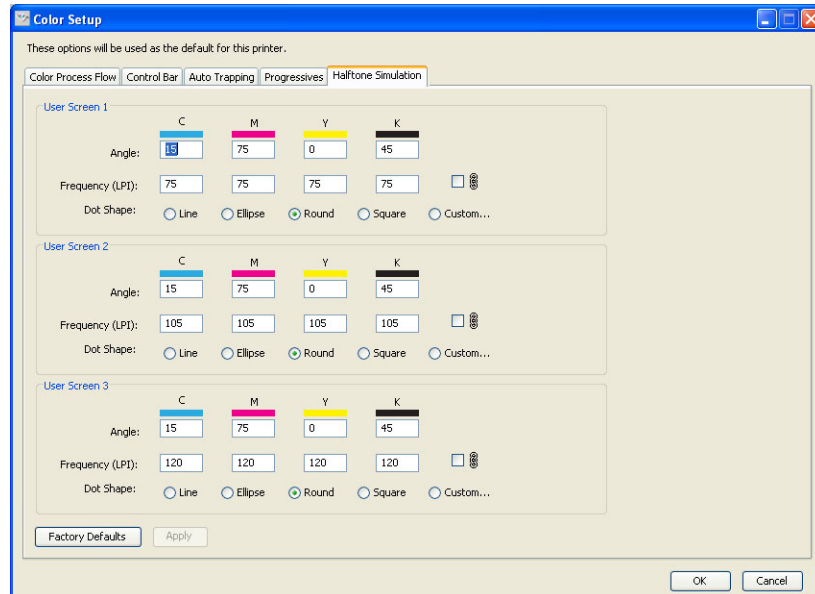 Color Setup
These options will be used as the default for this printer.
Color Process Flow Control Bar Auto Trapping Progressives Halftone Simulation
User Screen 1
C M Y K
Angle: 15 75 0 45
Frequency (LPI): 75 75 75 75
Dot Shape: Line Ellipse Round Square Custom...
User Screen 2
C M Y K
Angle: 15 75 0 45
Frequency (LPI): 105 105 105 105
Dot Shape: Line Ellipse Round Square Custom...
User Screen 3
C M Y K
Angle: 15 75 0 45
Frequency (LPI): 120 120 120 120
Dot Shape: Line Ellipse Round Square Custom...
Factory Defaults Apply
OK Cancel